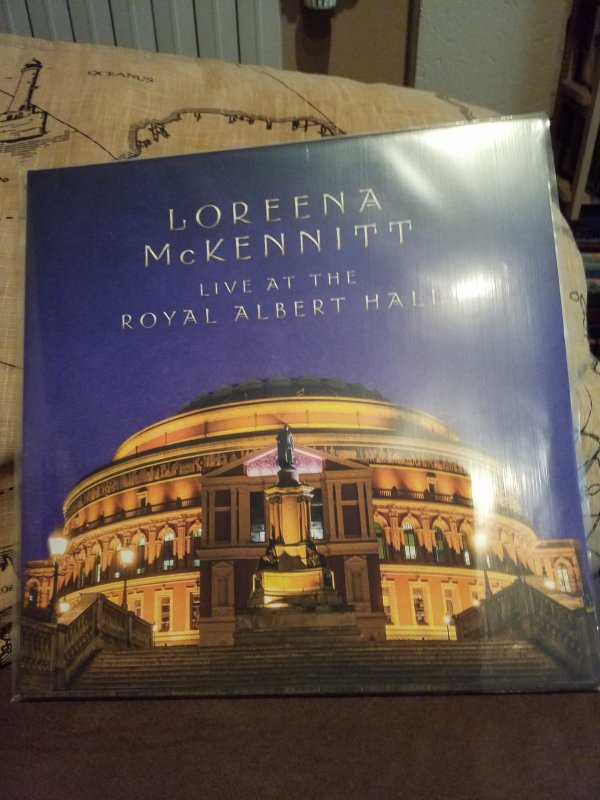 OCEANUS
LOREENA
McKENNITT
LIVE AT THE
ROYAL ALBERT HALL